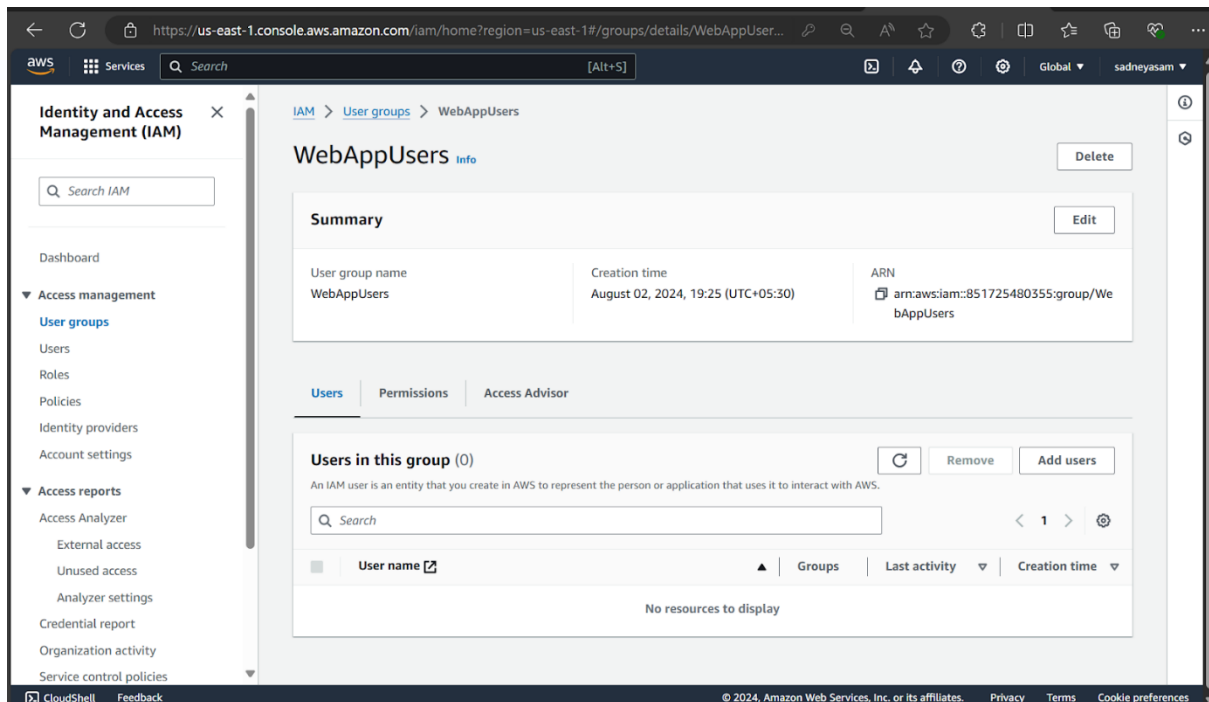 https://us-east-1.console.aws.amazon.com/iam/home?region=us-east-1#/groups/details/WebAppUser...
aws Services Search [Alt+S] Global sadneyasam
Identity and Access
Management (IAM)
Search IAM
Dashboard
Access management
User groups
Users
Roles
Policies
Identity providers
Account settings
Access reports
Access Analyzer
External access
Unused access
Analyzer settings
Credential report
Organization activity
Service control policies
IAM > User groups > WebAppUsers
WebAppUsers Info Delete
Summary Edit
User group name
WebAppUsers
Creation time
August 02, 2024, 19:25 (UTC+05:30)
ARN
arn:aws:iam::851725480355:group/We
bAppUsers
Users Permissions Access Advisor
Users in this group (0) Remove Add users
An IAM user is an entity that you create in AWS to represent the person or application that uses it to interact with AWS.
Search < 1 >
User name Groups Last activity Creation time
No resources to display
CloudShell Feedback © 2024, Amazon Web Services, Inc. or its affiliates. Privacy Terms Cookie preferences